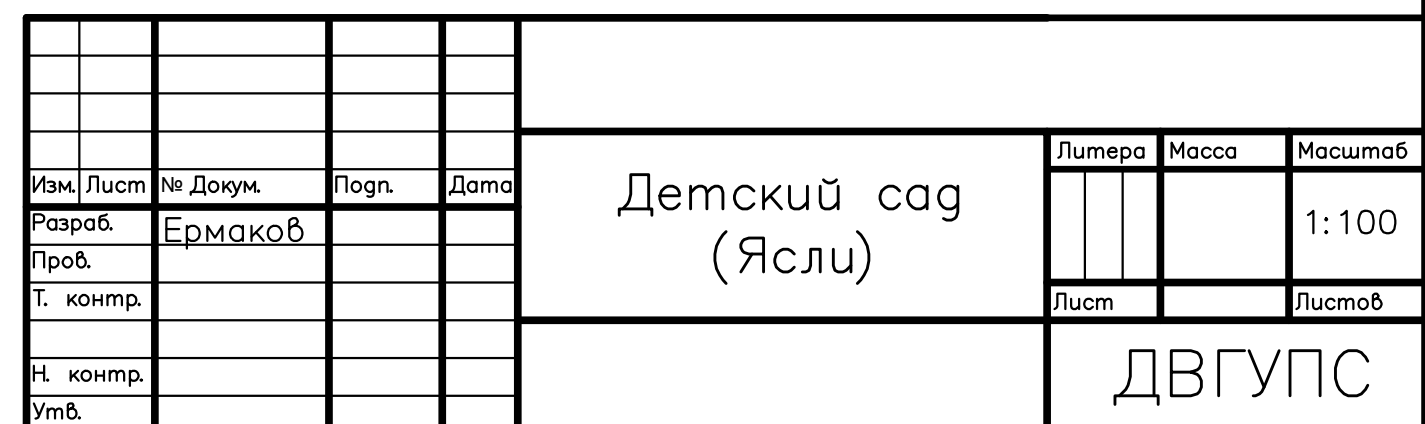 Литера Масса Масштаб
Изм. Лист № Докум. Подп. Дата
Детский сад
(Ясли)
1:100
Разраб. Ермаков
Пров.
Т. контр.
Лист Листов
Н. контр.
Утв.
ДВГУПС